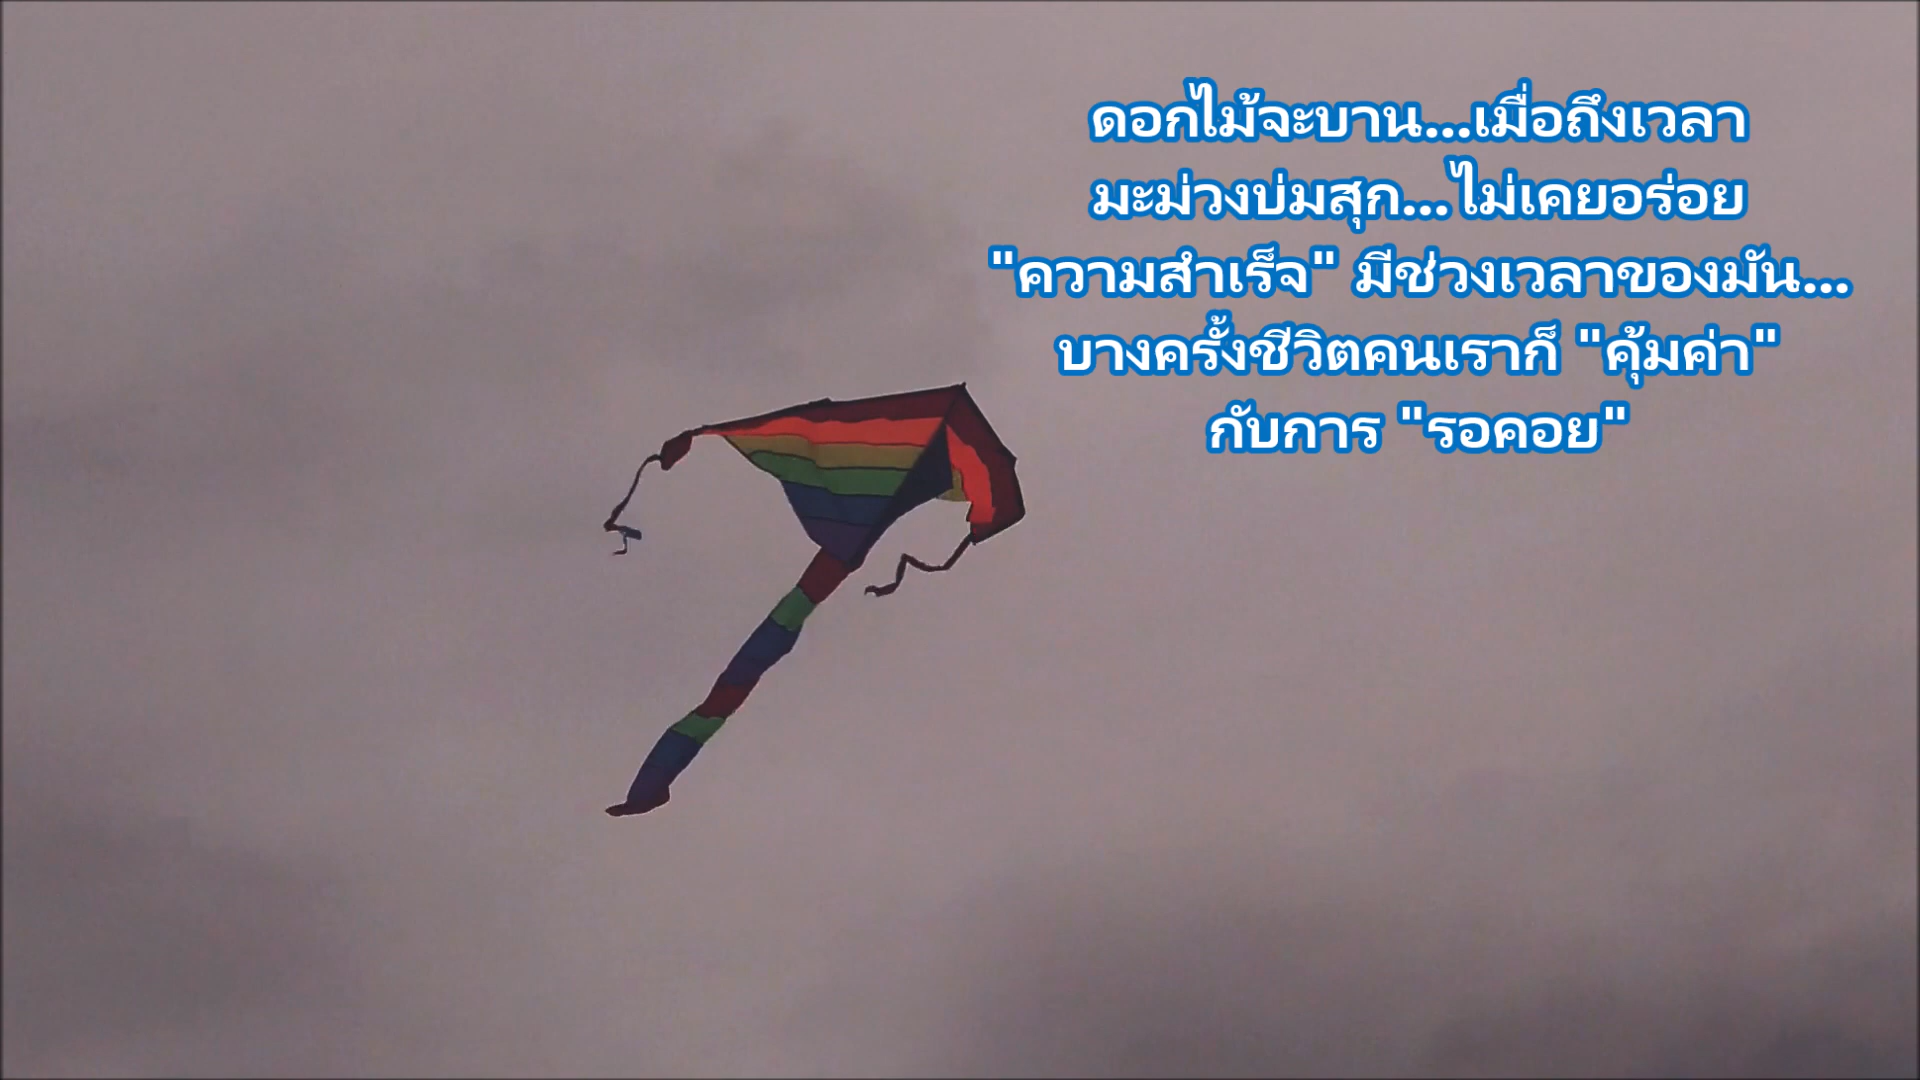 ดอกไม้จะบาน...เมื่อถึงเวลา
มะม่วงบ่มสุก...ไม่เคยอร่อย
"ความสำเร็จ" มีช่วงเวลาของมัน...
บางครั้งชีวิตคนเราก็ "คุ้มค่า"
กับการ "รอคอย"